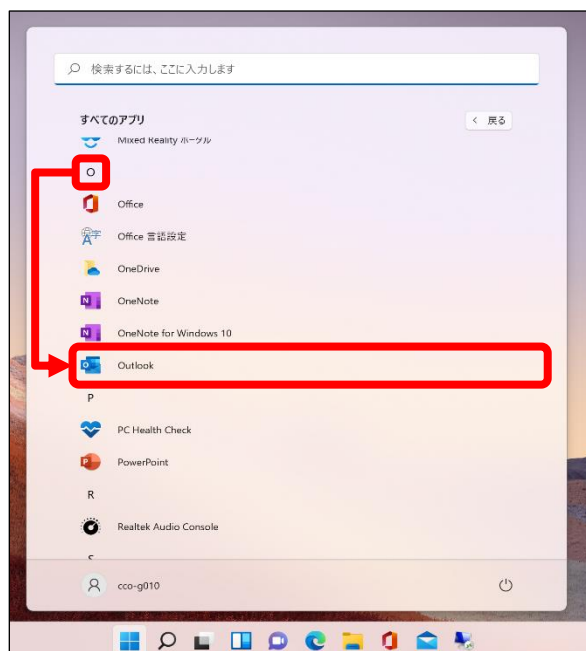 検索するには、ここに入力します
すべてのアプリ
戻る
Mixed Reality ポータル
O
Office
Office 言語設定
OneDrive
OneNote
OneNote for Windows 10
Outlook
P
PC Health Check
PowerPoint
R
Realtek Audio Console
S
cco-g010